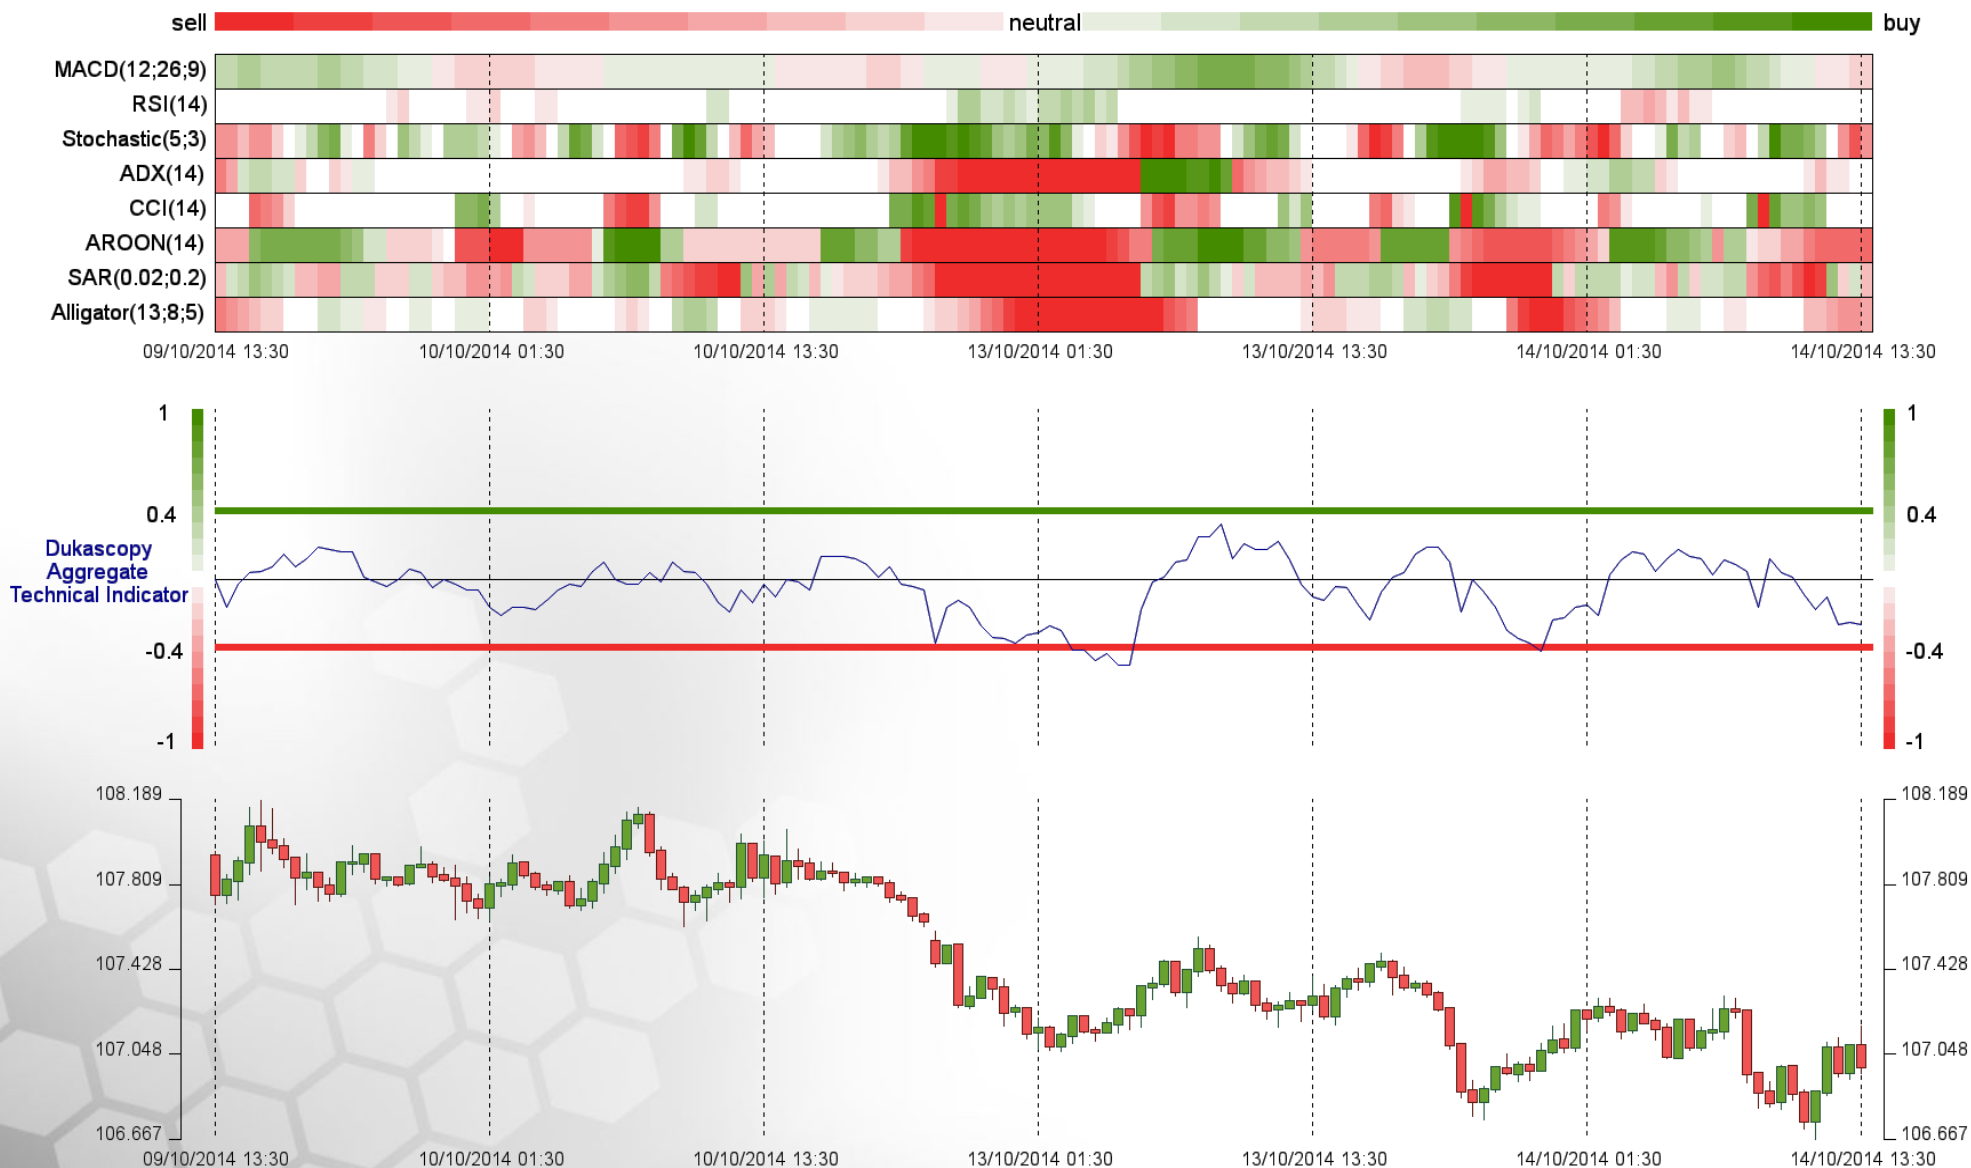 sell neutral buy
MACD(12;26;9)
RSI(14)
Stochastic(5;3)
ADX(14)
CCI(14)
AROON(14)
SAR(0.02;0.2)
Alligator(13;8;5)
09/10/2014 13:30 10/10/2014 01:30 10/10/2014 13:30 13/10/2014 01:30 13/10/2014 13:30 14/10/2014 01:30 14/10/2014 13:30
1 1
0.4 0.4
Dukascopy
Aggregate
Technical Indicator
-0.4 -0.4
-1 -1
108.189 108.189
107.809 107.809
107.428 107.428
107.048 107.048
106.667 106.667
09/10/2014 13:30 10/10/2014 01:30 10/10/2014 13:30 13/10/2014 01:30 13/10/2014 13:30 14/10/2014 01:30 14/10/2014 13:30